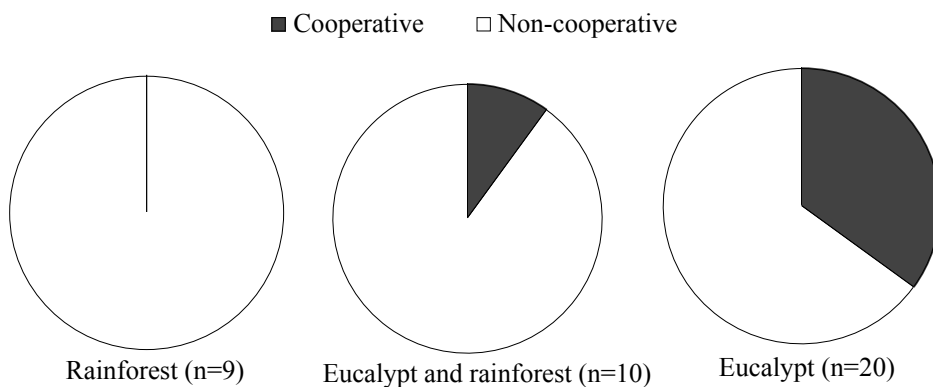 Cooperative Non-cooperative
Rainforest (n=9) Eucalypt and rainforest (n=10) Eucalypt (n=20)